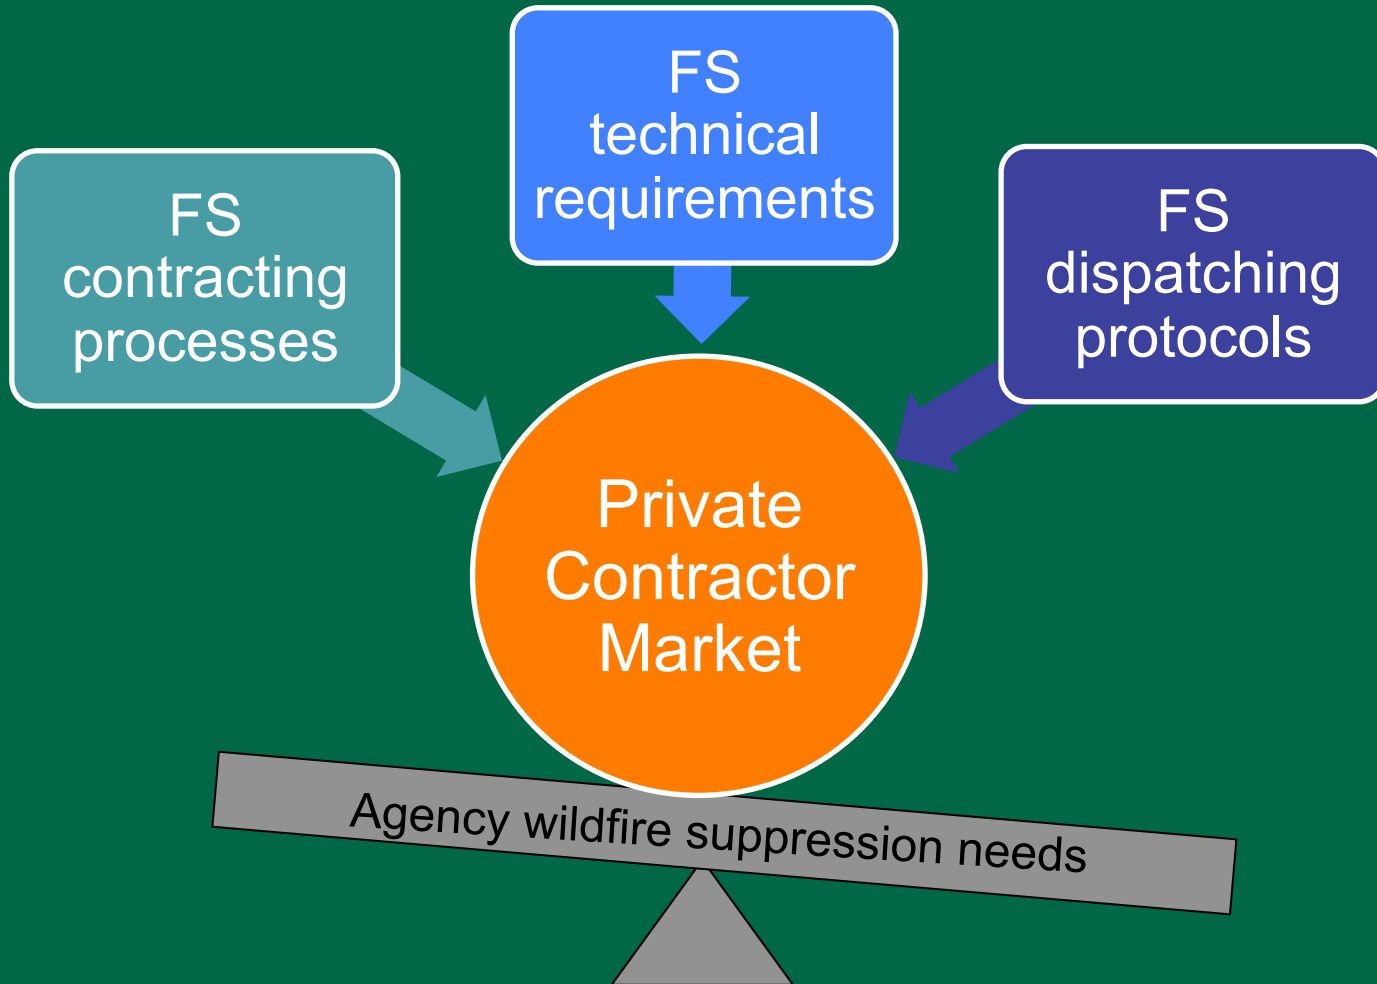 FS
technical
requirements
FS
contracting
processes
FS
dispatching
protocols
Private
Contractor
Market
Agency wildfire suppression needs